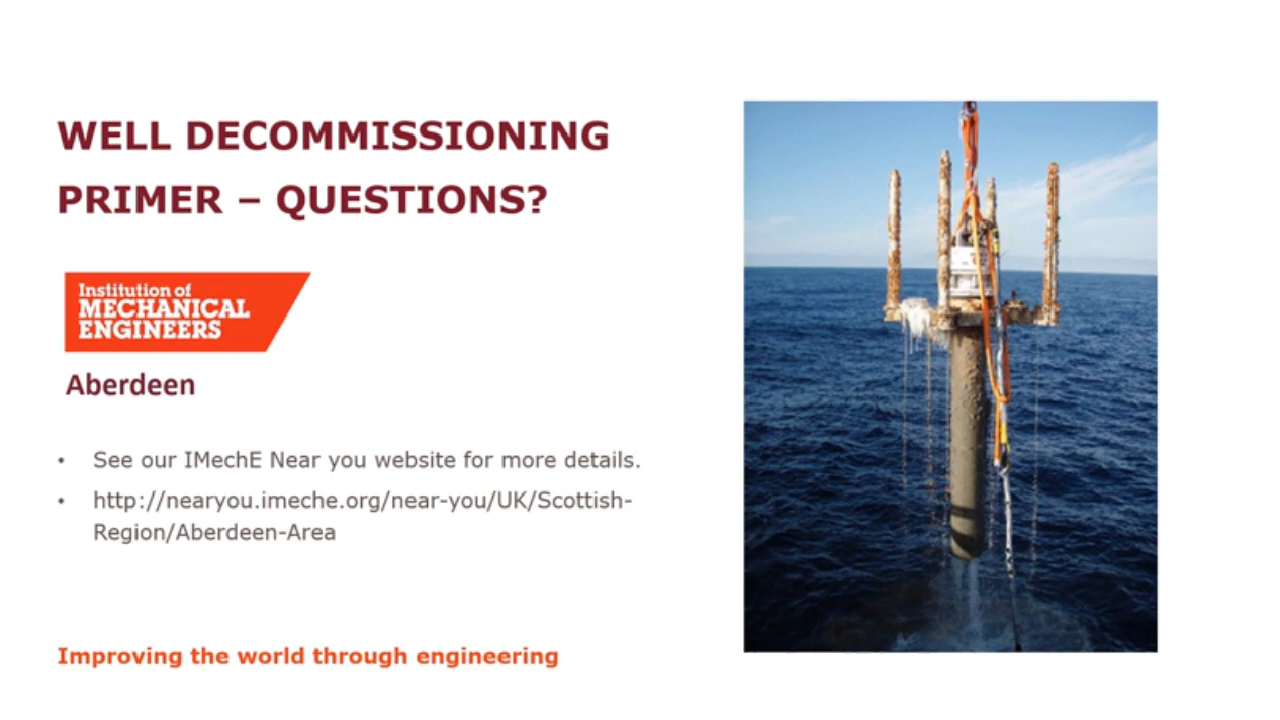 WELL DECOMMISSIONING
PRIMER – QUESTIONS?
Institution of
MECHANICAL
ENGINEERS
Aberdeen
• See our IMechE Near you website for more details.
• http://nearyou.imeche.org/near-you/UK/Scottish-
Region/Aberdeen-Area
Improving the world through engineering